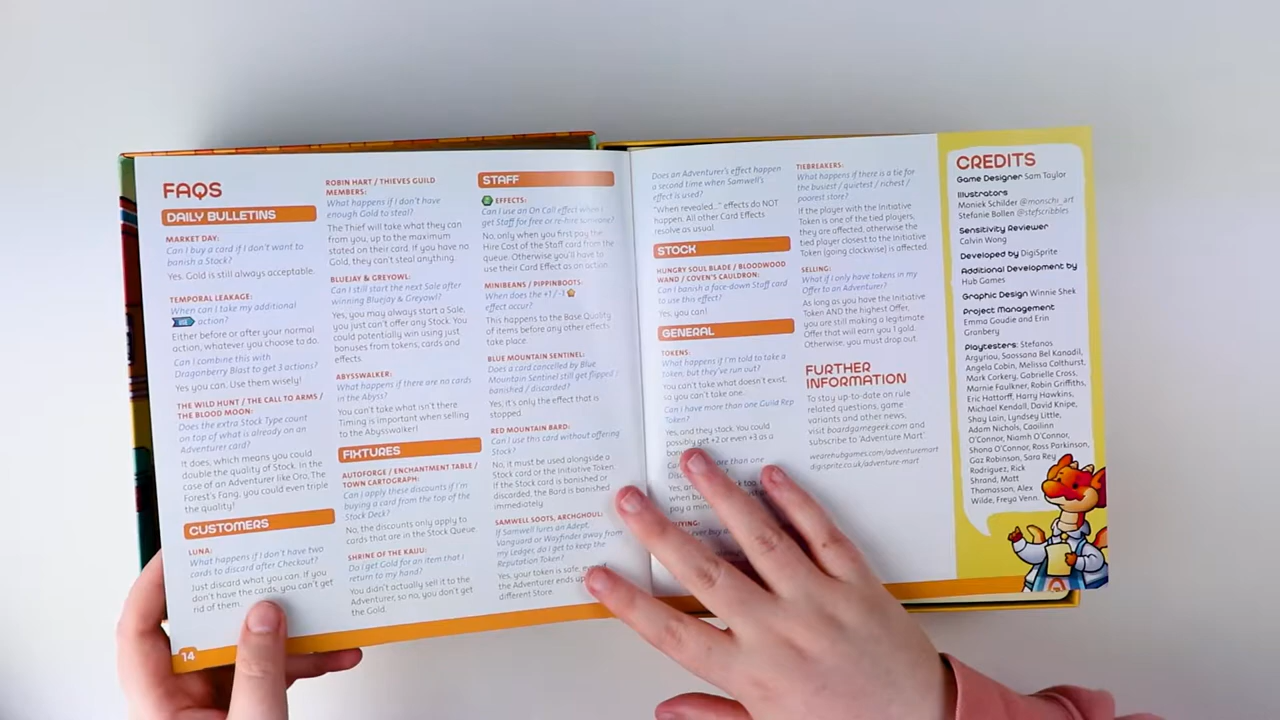 FAQS
DAILY BULLETINS
MARKET DAY:
Can I buy a card if I don't want to
banish a Stock?
Yes. Gold is still always acceptable.
TEMPORAL LEAKAGE:
When can I take my additional
action?
Either before or after your normal
action, whatever you choose to do.
Can I combine this with
Dragonberry Blast to get 3 actions?
Yes you can. Use them wisely!
THE WILD HUNT / THE CALL TO ARMS /
THE BLOOD MOON:
Does the extra Stock Type count
on top of what is already on an
Adventurer card?
It does, which means you could
double the quality of Stock. In the
case of an Adventurer like Oro, The
Forest's Fang, you could even triple
the quality!
CUSTOMERS
LUNA:
What happens if I don't have two
cards to discard after Checkout?
Just discard what you can. If you
don't have the cards, you can't get
rid of them.
14
ROBIN HART / THIEVES GUILD
MEMBERS:
What happens if I don't have
enough Gold to steal?
The Thief will take what they can
from you, up to the maximum
stated on their card. If you have no
Gold, they can't steal anything.
BLUEJAY & GREYOWL:
Can I still start the next Sale after
winning Bluejay & Greyowl?
Yes, you may always start a Sale,
you just can't offer any Stock. You
could potentially win using just
bonuses from tokens, cards and
effects.
ABYSSWALKER:
What happens if there are no cards
in the Abyss?
You can't take what isn't there.
Timing is important when selling
to the Abysswalker!
FIXTURES
AUTOFORGE / ENCHANTMENT TABLE /
TOWN CARTOGRAPH:
Can I apply these discounts if I'm
buying a card from the top of the
Stock Deck?
No, the discounts only apply to
cards that are in the Stock Queue.
SHRINE OF THE KAIJU:
Do I get Gold for an item that I
return to my hand?
You didn't actually sell it to the
Adventurer, so no, you don't get
the Gold.
STAFF
EFFECTS:
Can I use an On Call effect when I
get Staff for free or re-hire someone?
No, only when you first pay the
Hire Cost of the Staff card from the
queue. Otherwise you'll have to
use their Card Effect as an action.
MINIBEANS / PIPPINBOOTS:
When does the +1 / -1
effect occur?
This happens to the Base Quality
of items before any other effects
take place.
BLUE MOUNTAIN SENTINEL:
Does a card cancelled by Blue
Mountain Sentinel still get flipped /
banished / discarded?
Yes, it's only the effect that is
stopped.
RED MOUNTAIN BARD:
Can I use this card without offering
Stock?
No, it must be used alongside a
Stock card or the Initiative Token.
If the Stock card is banished or
discarded, the Bard is banished
immediately.
SAMWELL SOOTS, ARCHGHOUL:
If Samwell lures an Adept,
Vanguard or Wayfinder away from
my Ledger, do I get to keep the
Reputation Token?
Yes, your token is safe, even
the Adventurer ends up
different Store.
Does an Adventurer's effect happen
a second time when Samwell's
effect is used?
"When revealed..." effects do NOT
happen. All other Card Effects
resolve as usual.
STOCK
HUNGRY SOUL BLADE / BLOODWOOD
WAND / COVEN'S CAULDRON:
Can I banish a face-down Staff card
to use this effect?
Yes, you can!
GENERAL
TOKENS:
What happens if I'm told to take a
token, but they've run out?
You can't take what doesn't exist,
so you can't take one.
Can I have more than one Guild Rep
Token?
Yes, and they stack. You could
possibly get +2 or even +3 as a
more than one
too,
when bu
pay a mini
ever buy
TIEBREAKERS:
What happens if there is a tie for
the busiest / quietest / richest /
poorest store?
If the player with the Initiative
Token is one of the tied players,
they are affected, otherwise the
tied player closest to the Initiative
Token (going clockwise) is affected.
SELLING:
What if I only have tokens in my
Offer to an Adventurer?
As long as you have the Initiative
Token AND the highest Offer,
you are still making a legitimate
Offer that will earn you 1 gold.
Otherwise, you must drop out.
FURTHER
INFORMATION
To stay up-to-date on rule
related questions, game
variants and other news,
visit boardgamegeek.com and
subscribe to 'Adventure Mart'.
wearehubgames.com/adventuremart
digisprite.co.uk/adventure-mart
CREDITS
Game Designer Sam Taylor
Illustrators
Moniek Schilder @monschi_art
Stefanie Bollen @stefscribbles
Sensitivity Reviewer
Calvin Wong
Developed by DigiSprite
Additional Development by
Hub Games
Graphic Design Winnie Shek
Project Management
Emma Goudie and Erin
Granberg
Playtesters: Stefanos
Argyriou, Saossana Bel Kanadil,
Angela Cobin, Melissa Colthurst,
Mark Corkery, Gabrielle Cross,
Marnie Faulkner, Robin Griffiths,
Eric Hattorff, Harry Hawkins,
Michael Kendall, David Knipe,
Shay Lain, Lyndsey Little,
Adam Nichols, Caoilinn
O'Connor, Niamh O'Connor,
Shona O'Connor, Ross Parkinson,
Gaz Robinson, Sara Rey
Rodriguez, Rick
Shrand, Matt
Thomasson, Alex
Wilde, Freya Venn.